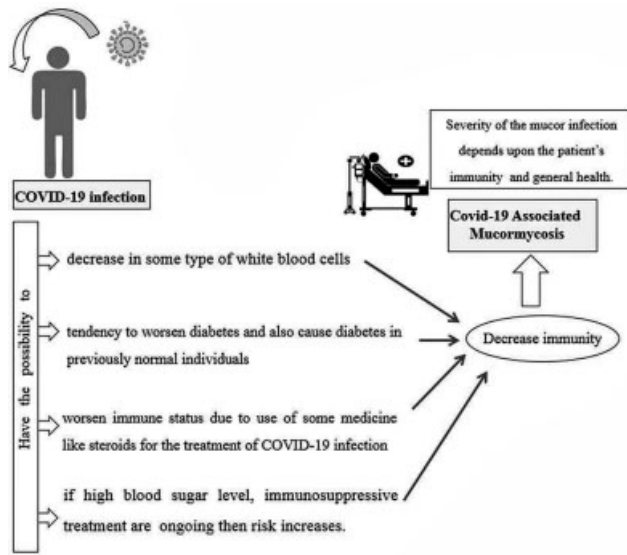 Severity of the mucor infection
depends upon the patient's
immunity and general health.
COVID-19 infection
Covid-19 Associated
Mucormycosis
Have the possibility to
decrease in some type of white blood cells
tendency to worsen diabetes and also cause diabetes in
previously normal individuals
Decrease immunity
worsen immune status due to use of some medicine
like steroids for the treatment of COVID-19 infection
if high blood sugar level, immunosuppressive
treatment are ongoing then risk increases.